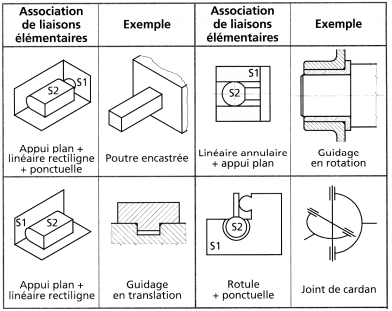 Association
de liaisons
élémentaires
Exemple
Association
de liaisons
élémentaires
Exemple
S1
S2
Appui plan +
linéaire rectiligne
+ ponctuelle
Poutre encastrée
S1
S2
Linéaire annulaire
+ appui plan
Guidage
en rotation
S1
S2
Appui plan +
linéaire rectiligne
Guidage
en translation
S2
S1
Rotule
+ ponctuelle
Joint de cardan